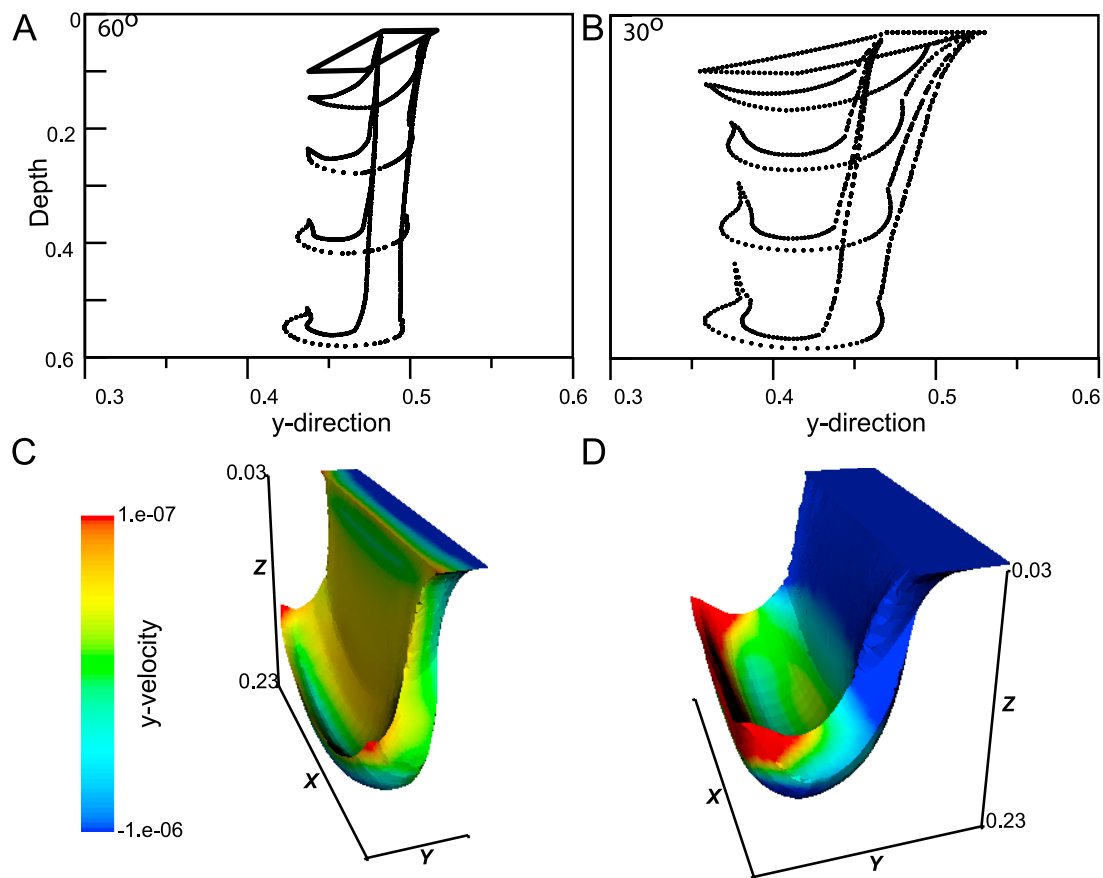 A
60°
0
0.2
0.4
0.6
Depth
0.3
0.4
0.5
0.6
y-direction
B
30°
0.3
0.4
0.5
0.6
y-direction
C
0.03
Z
0.23
X
Y
1.e-07
-1.e-06
y-velocity
D
0.03
Z
0.23
X
Y